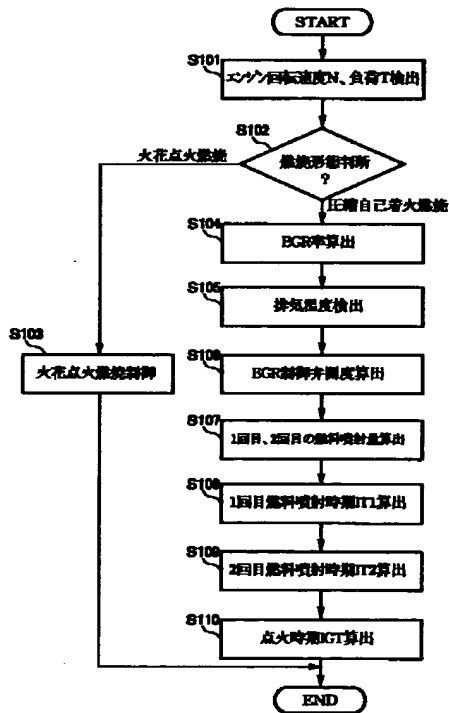 START
S101
エンジン回転速度N、負荷T検出
S102
燃焼形態判断
?
火花点火燃焼
圧縮自己着火燃焼
S104
EGR率算出
S105
排気温度検出
S103
火花点火燃焼制御
S106
EGR制御弁開度算出
S107
1回目、2回目の燃料噴射量算出
S108
1回目燃料噴射時期IT1算出
S109
2回目燃料噴射時期IT2算出
S110
点火時期IGT算出
END